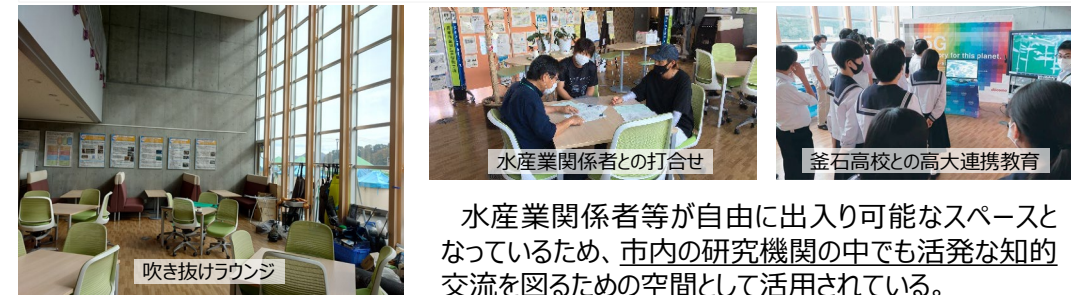 吹き抜けラウンジ
水産業関係者との打合せ
釜石高校との高大連携教育
for this planet.
水産業関係者等が自由に出入り可能なスペースと
なっているため、市内の研究機関の中でも活発な知的
交流を図るための空間として活用されている。